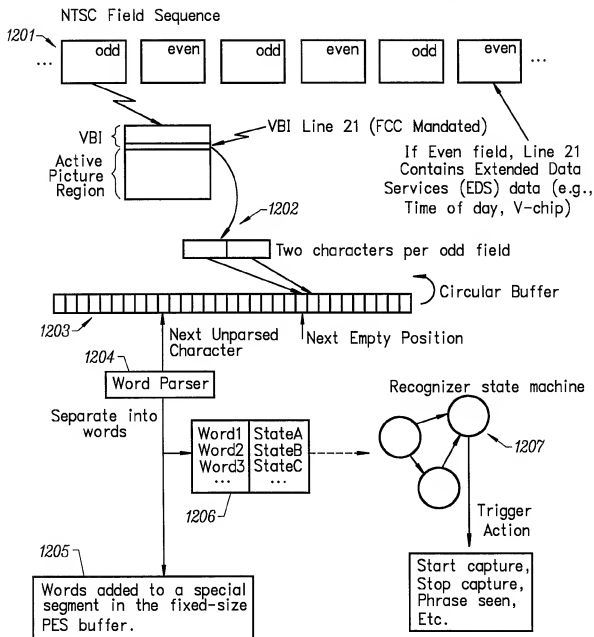 NTSC Field Sequence
1201
... odd even odd even odd even ...
VBI
VBI Line 21 (FCC Mandated)
Active
Picture
Region
If Even field, Line 21
Contains Extended Data
Services (EDS) data (e.g.,
Time of day, V-chip)
1202
Two characters per odd field
Circular Buffer
1203
Next Unparsed
Character
Next Empty Position
1204
Word Parser
Recognizer state machine
Separate into
words
Word1 StateA
Word2 StateB
Word3 StateC
... ...
1206
1207
Trigger
Action
1205
Words added to a special
segment in the fixed-size
PES buffer.
Start capture,
Stop capture,
Phrase seen,
Etc.